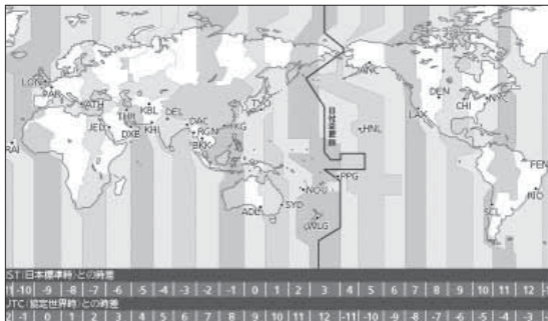 LON
PAR
ATH
THR
KBL
JED
DXB
KHI
DEL
DAC
RGN
BKK
HKG
TYO
ADL
SYD
NOU
WLG
日付変更線
PPG
HNL
ANC
LAX
DEN
CHI
NYC
FEN
RIO
SCL
RAI
ST（日本標準時）との時差
11 -10 -9 -8 -7 -6 -5 -4 -3 -2 -1 0 1 2 3 4 5 6 7 8 9 10 11 12
UTC（協定世界時）との時差
2 -1 0 1 2 3 4 5 6 7 8 9 10 11 12 -11 -10 -9 -8 -7 -6 -5 -4 -3